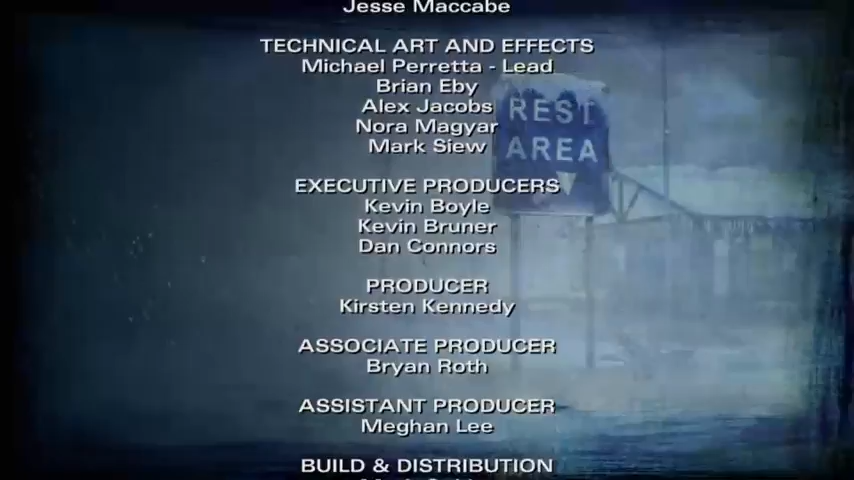 Jesse Maccabe
TECHNICAL ART AND EFFECTS
Michael Perretta - Lead
Brian Eby
Alex Jacobs
Nora Magyar
Mark Siew
REST
AREA
EXECUTIVE PRODUCERS
Kevin Boyle
Kevin Bruner
Dan Connors
PRODUCER
Kirsten Kennedy
ASSOCIATE PRODUCER
Bryan Roth
ASSISTANT PRODUCER
Meghan Lee
BUILD & DISTRIBUTION